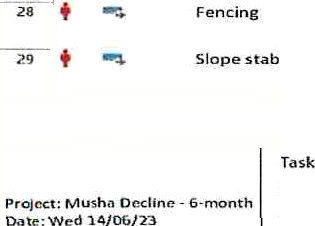 28 Fencing
29 Slope stab
Task
Project: Musha Decline - 6-month
Date: Wed 14/06/23